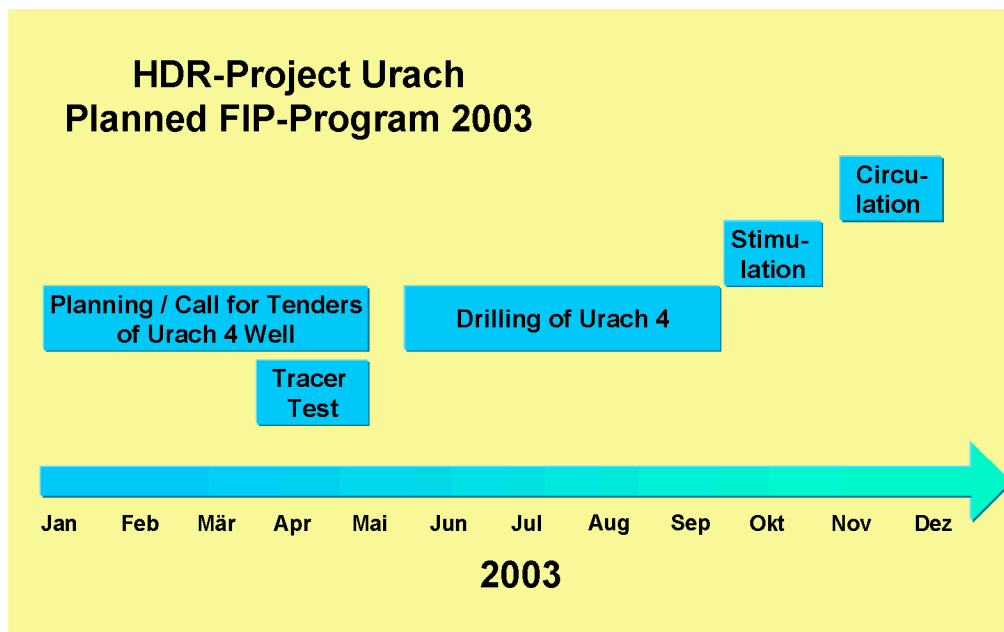 HDR-Project Urach
Planned FIP-Program 2003
Circu-
lation
Stimu-
lation
Planning / Call for Tenders
of Urach 4 Well
Drilling of Urach 4
Tracer
Test
Jan Feb Mär Apr Mai Jun Jul Aug Sep Okt Nov Dez
2003